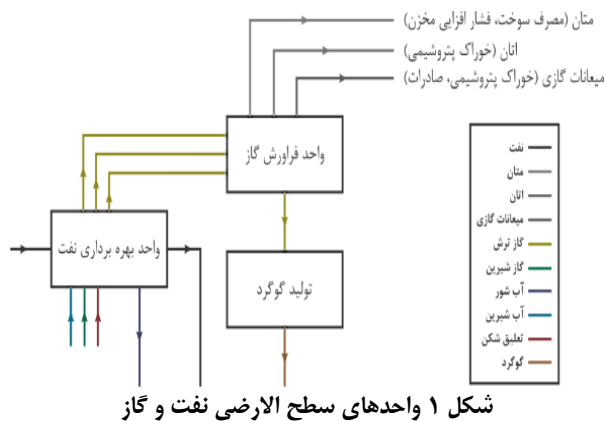 متان (مصرف سوخت، فشار افزایی مخزن)
اتان (خوراک پتروشیمی)
میعانات گازی (خوراک پتروشیمی، صادرات)
واحد فراورش گاز
واحد بهره برداری نفت
تولید گوگرد
نفت
متان
اتان
میعانات گازی
گاز ترش
گاز شیرین
آب شور
آب شیرین
تعلیق شکن
گوگرد
شکل ۱ واحدهای سطح الارضی نفت و گاز